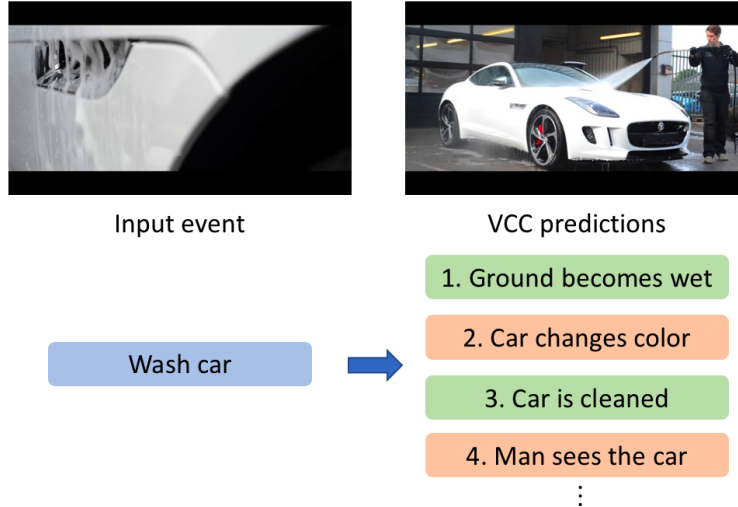 Input event
VCC predictions
1. Ground becomes wet
Wash car
2. Car changes color
3. Car is cleaned
4. Man sees the car
⋮